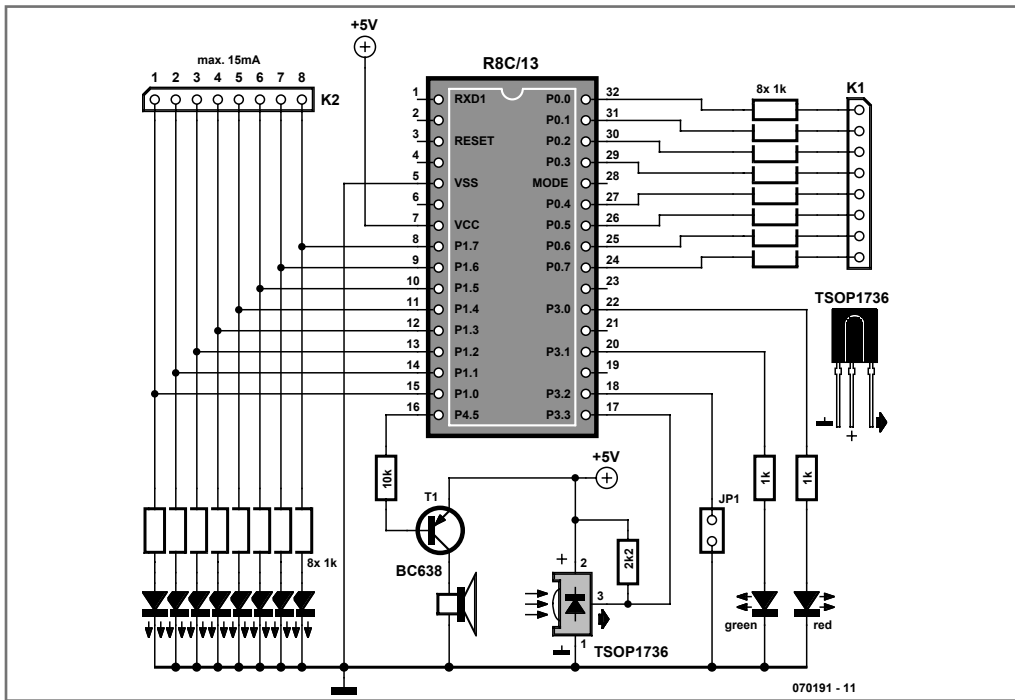 +5V
max. 15mA
1 2 3 4 5 6 7 8
K2
R8C/13
8x 1k
K1
1 RXD1 P0.0 32
2 P0.1 31
3 RESET P0.2 30
4 P0.3 29
5 VSS MODE 28
6 P0.4 27
7 VCC P0.5 26
8 P1.7 P0.6 25
9 P1.6 P0.7 24
10 P1.5 23
11 P1.4 P3.0 22
12 P1.3 21
13 P1.2 P3.1 20
14 P1.1 19
15 P1.0 P3.2 18
16 P4.5 P3.3 17
TSOP1736
+
10k
T1
BC638
+5V
2k2
+
2
3
1
TSOP1736
JP1
1k
1k
8x 1k
green
red
070191 - 11